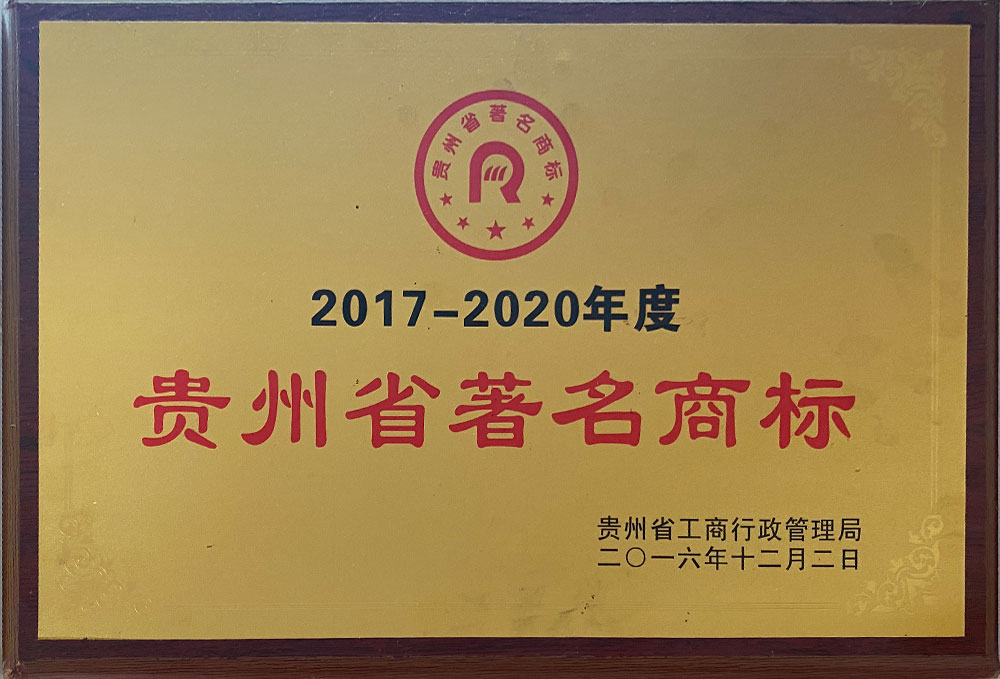 贵州省著名商标
R
2017-2020年度
贵州省著名商标
贵州省工商行政管理局
二〇一六年十二月二日